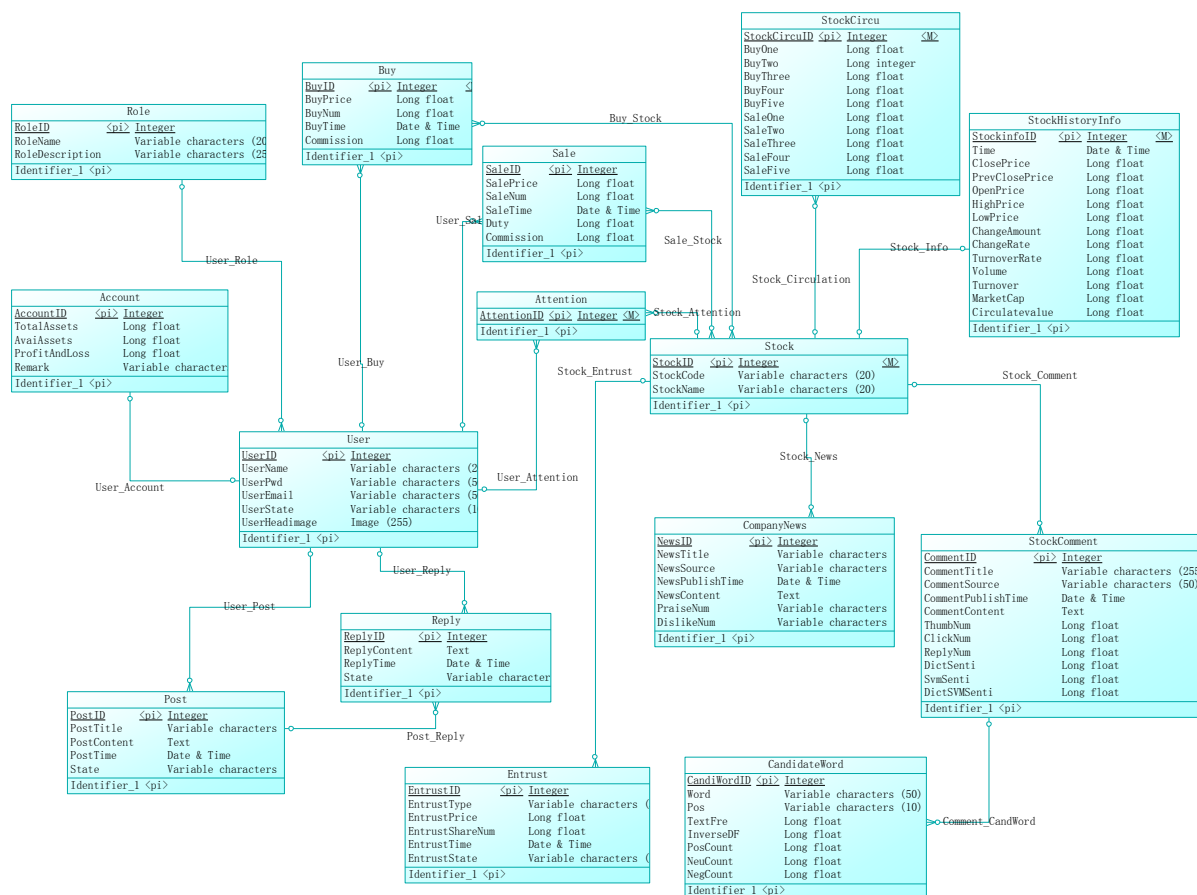 StockCircu
StockCircuID <pi> Integer <M>
BuyOne Long float
BuyTwo Long integer
BuyThree Long float
BuyFour Long float
BuyFive Long float
SaleOne Long float
SaleTwo Long float
SaleThree Long float
SaleFour Long float
SaleFive Long float
Identifier_1 <pi>
Buy
BuyID <pi> Integer
BuyPrice Long float
BuyNum Long float
BuyTime Date & Time
Commission Long float
Identifier_1 <pi>
Role
RoleID <pi> Integer
RoleName Variable characters (20
RoleDescription Variable characters (25
Identifier_1 <pi>
Buy_Stock
StockHistoryInfo
StockinfoID <pi> Integer <M>
Time Date & Time
ClosePrice Long float
PrevClosePrice Long float
OpenPrice Long float
HighPrice Long float
LowPrice Long float
ChangeAmount Long float
ChangeRate Long float
TurnoverRate Long float
Volume Long float
Turnover Long float
MarketCap Long float
Circulatevalue Long float
Identifier_1 <pi>
Sale
SaleID <pi> Integer
SalePrice Long float
SaleNum Long float
SaleTime Date & Time
Duty Long float
Commission Long float
Identifier_1 <pi>
User_Sal
Sale_Stock
Stock_Info
User_Role
Stock_Circulation
Account
AccountID <pi> Integer
TotalAssets Long float
AvaiAssets Long float
ProfitAndLoss Long float
Remark Variable character
Identifier_1 <pi>
Attention
AttentionID <pi> Integer <M>
Identifier_1 <pi>
Stock_Attention
User_Buy
Stock_Entrust
Stock
StockID <pi> Integer <M>
StockCode Variable characters (20)
StockName Variable characters (20)
Identifier_1 <pi>
Stock_Comment
User
UserID <pi> Integer
UserName Variable characters (2
UserPwd Variable characters (5
UserEmail Variable characters (5
UserState Variable characters (1
UserHeadimage Image (255)
Identifier_1 <pi>
User_Account
User_Attention
Stock_News
CompanyNews
NewsID <pi> Integer
NewsTitle Variable characters
NewsSource Variable characters
NewsPublishTime Date & Time
NewsContent Text
PraiseNum Variable characters
DislikeNum Variable characters
Identifier_1 <pi>
StockComment
CommentID <pi> Integer
CommentTitle Variable characters (255
CommentSource Variable characters (50)
CommentPublishTime Date & Time
CommentContent Text
ThumbNum Long float
ClickNum Long float
ReplyNum Long float
DictSenti Long float
SvmSenti Long float
DictSVMSenti Long float
Identifier_1 <pi>
User_Reply
User_Post
Reply
ReplyID <pi> Integer
ReplyContent Text
ReplyTime Date & Time
State Variable character
Identifier_1 <pi>
Post
PostID <pi> Integer
PostTitle Variable characters
PostContent Text
PostTime Date & Time
State Variable characters
Identifier_1 <pi>
Post_Reply
Entrust
EntrustID <pi> Integer
EntrustType Variable characters (
EntrustPrice Long float
EntrustShareNum Long float
EntrustTime Date & Time
EntrustState Variable characters (
Identifier_1 <pi>
CandidateWord
CandiWordID <pi> Integer
Word Variable characters (50)
Pos Variable characters (10)
TextFre Long float
InverseDF Long float
PosCount Long float
NeuCount Long float
NegCount Long float
Identifier_1 <pi>
Comment_CandWord